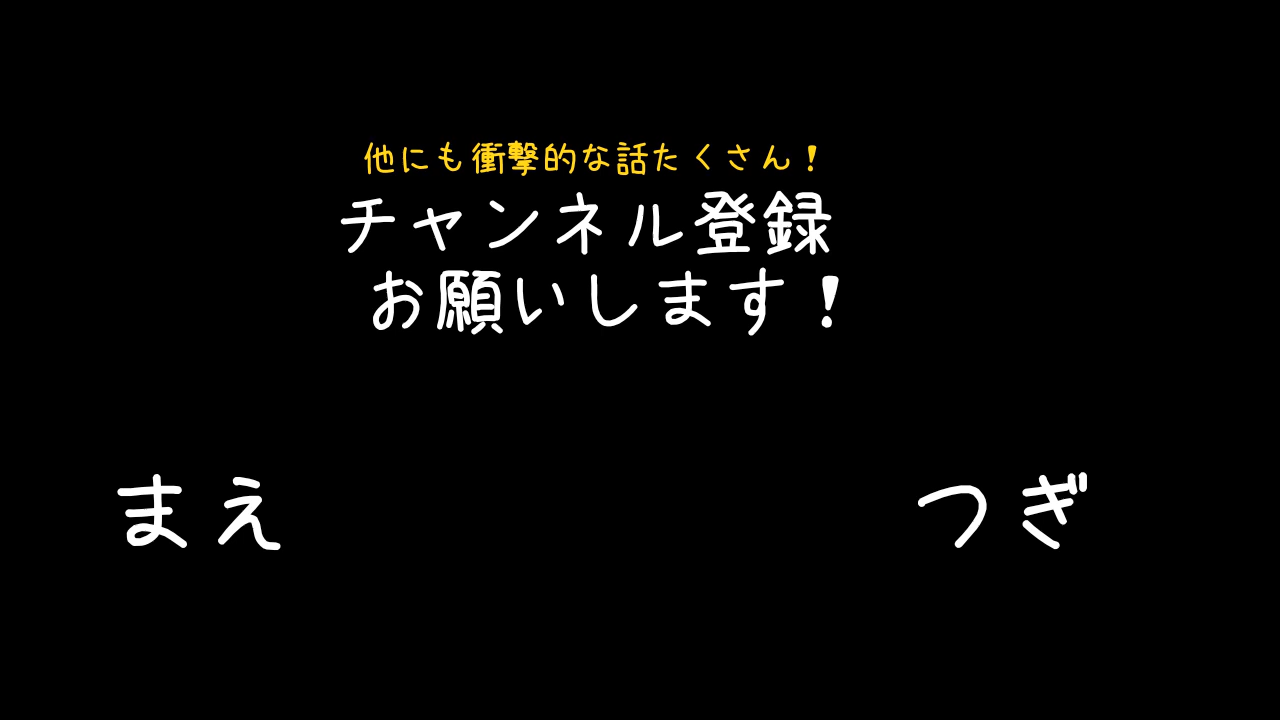 他にも衝撃的な話たくさん！
チャンネル登録
お願いします！
まえ
つぎ